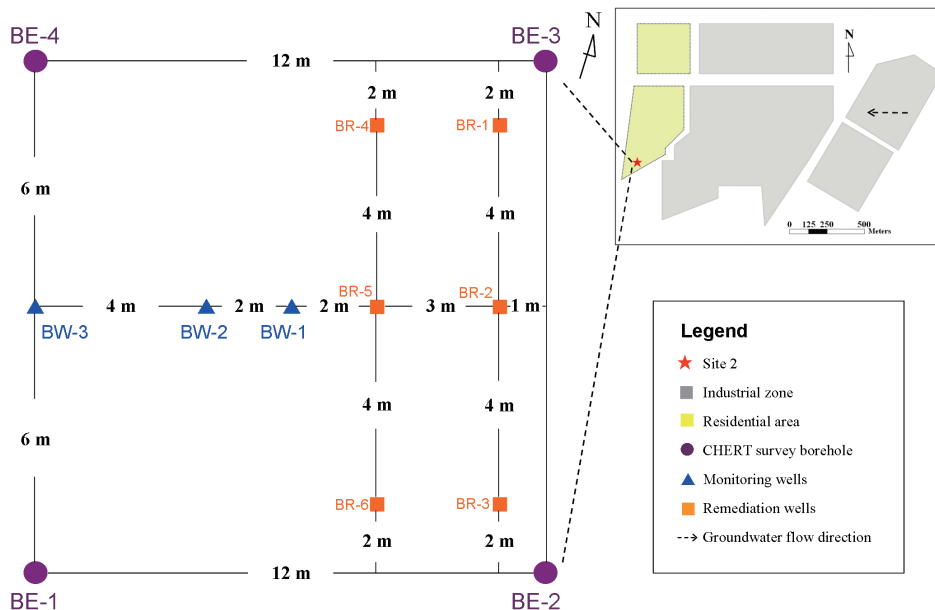 BE-4
BE-3
N
12 m
2 m
2 m
BR-4
BR-1
N
6 m
4 m
4 m
0 125 250 500
Meters
4 m
2 m
2 m
BR-5
3 m
BR-2
1 m
BW-3
BW-2
BW-1
6 m
4 m
4 m
BR-6
BR-3
2 m
2 m
12 m
BE-1
BE-2
Legend
Site 2
Industrial zone
Residential area
CHERT survey borehole
Monitoring wells
Remediation wells
Groundwater flow direction